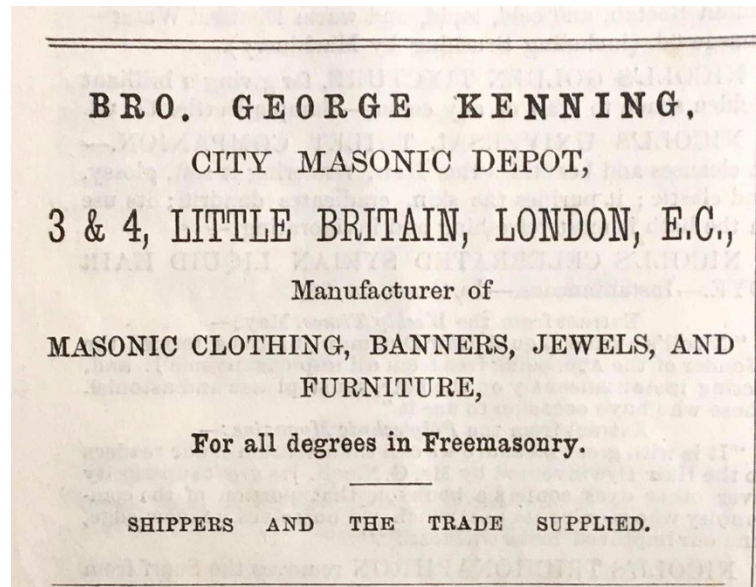 BRO. GEORGE KENNING,
CITY MASONIC DEPOT,
3 & 4, LITTLE BRITAIN, LONDON, E.C.,
Manufacturer of
MASONIC CLOTHING, BANNERS, JEWELS, AND
FURNITURE,
For all degrees in Freemasonry.
SHIPPERS AND THE TRADE SUPPLIED.